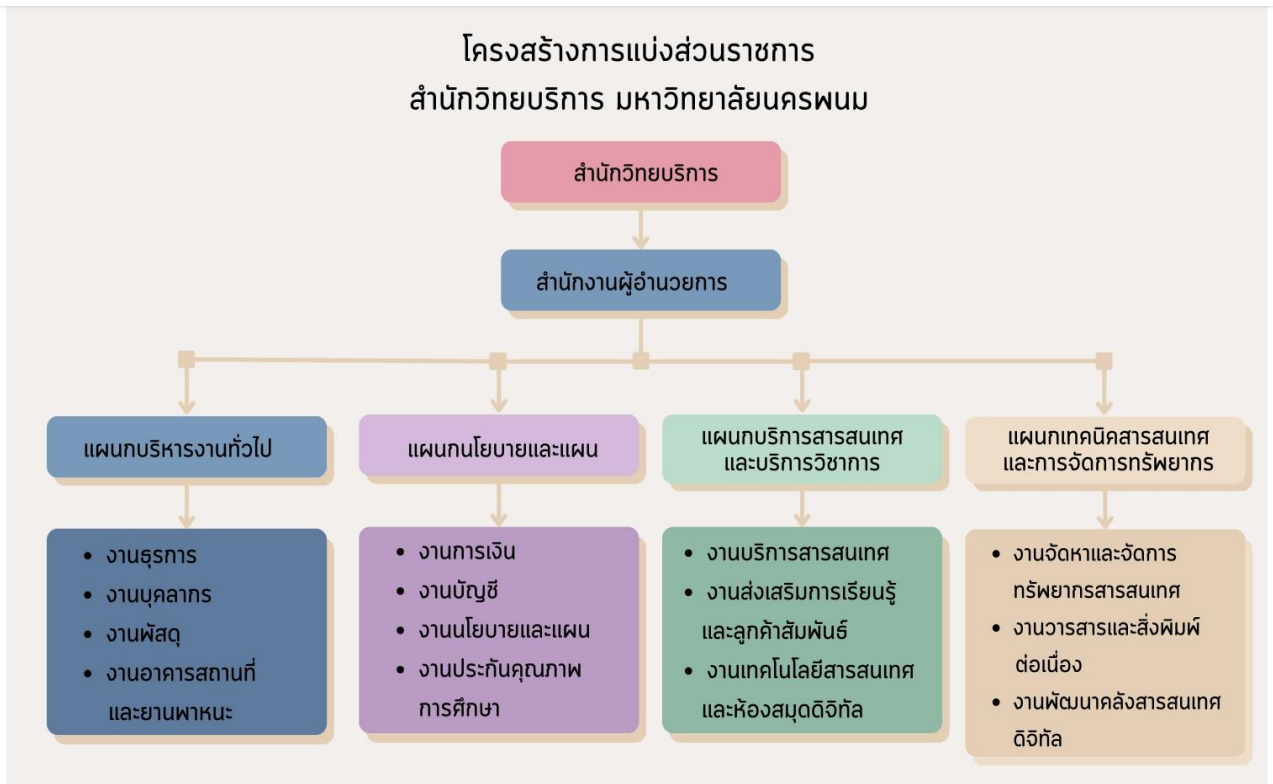 โครงสร้างการแบ่งส่วนราชการ
สำนักวิทยบริการ มหาวิทยาลัยนครพนม
สำนักวิทยบริการ
สำนักงานผู้อำนวยการ
แผนกบริหารงานทั่วไป
• งานธุรการ
• งานบุคลากร
• งานพัสดุ
• งานอาคารสถานที่
และยานพาหนะ
แผนกนโยบายและแผน
• งานการเงิน
• งานบัญชี
• งานนโยบายและแผน
• งานประกันคุณภาพ
การศึกษา
แผนกบริการสารสนเทศ
และบริการวิชาการ
• งานบริการสารสนเทศ
• งานส่งเสริมการเรียนรู้
และลูกค้าสัมพันธ์
• งานเทคโนโลยีสารสนเทศ
และห้องสมุดดิจิทัล
แผนกเทคนิคสารสนเทศ
และการจัดการทรัพยากร
• งานจัดหาและจัดการ
ทรัพยากรสารสนเทศ
• งานวารสารและสิ่งพิมพ์
ต่อเนื่อง
• งานพัฒนาคลังสารสนเทศ
ดิจิทัล